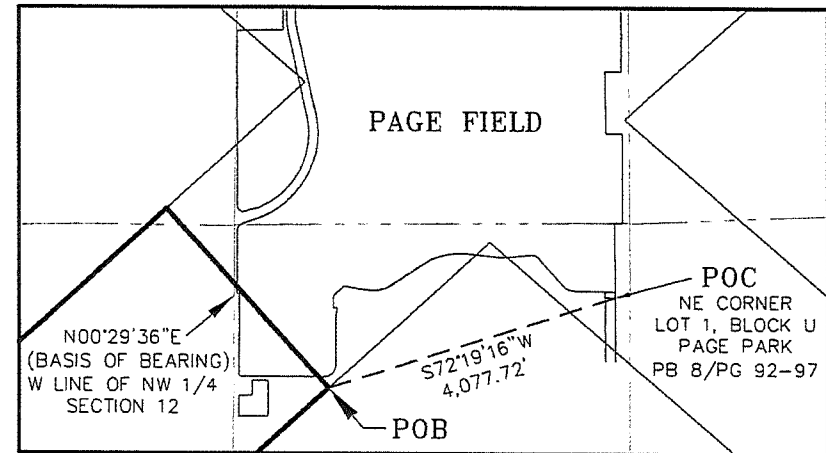 PAGE FIELD
POC
NE CORNER
LOT 1, BLOCK U
PAGE PARK
PB 8/PG 92-97
N00°29'36"E
(BASIS OF BEARING)
W LINE OF NW 1/4
SECTION 12
S72°19'16"W
4,077.72'
POB